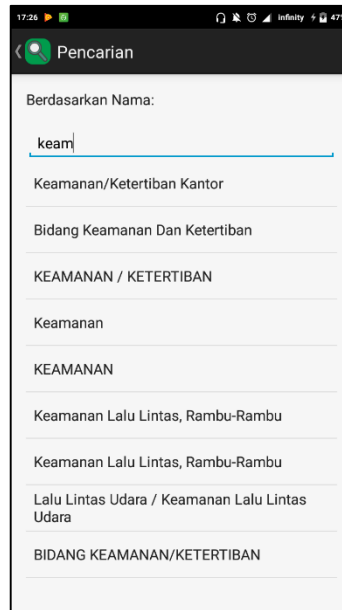 17:26 infinity 47%
Pencarian
Berdasarkan Nama:
keam
Keamanan/Ketertiban Kantor
Bidang Keamanan Dan Ketertiban
KEAMANAN / KETERTIBAN
Keamanan
KEAMANAN
Keamanan Lalu Lintas, Rambu-Rambu
Keamanan Lalu Lintas, Rambu-Rambu
Lalu Lintas Udara / Keamanan Lalu Lintas
Udara
BIDANG KEAMANAN/KETERTIBAN